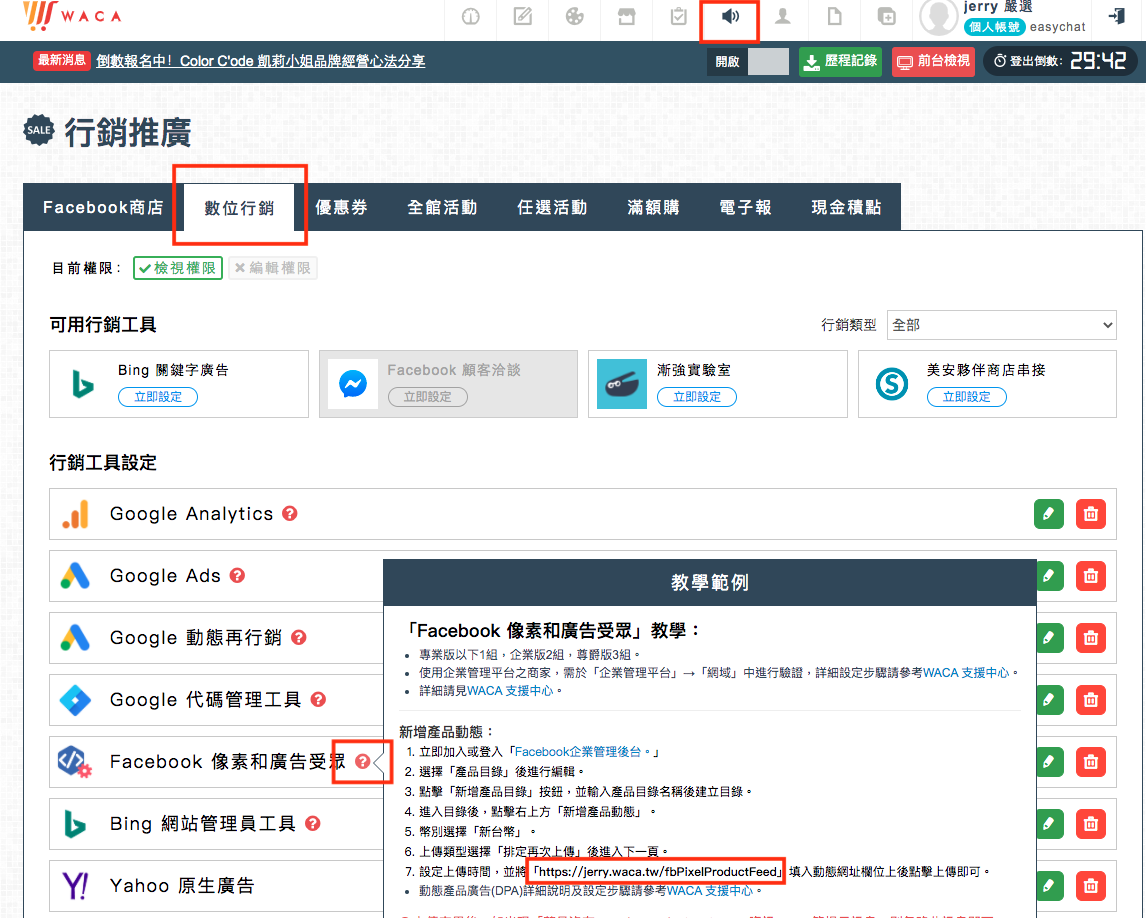 WACA
jerry 嚴選
個人帳號 easychat
最新消息 倒數報名中！Color C'ode 凱莉小姐品牌經營心法分享
開啟
歷程記錄
前台檢視
登出倒數: 29:42
SALE 行銷推廣
Facebook商店 數位行銷 優惠券 全館活動 任選活動 滿額購 電子報 現金積點
目前權限： 檢視權限 編輯權限
可用行銷工具
行銷類型 全部
Bing 關鍵字廣告
立即設定
Facebook 顧客洽談
立即設定
漸強實驗室
立即設定
美安夥伴商店串接
立即設定
行銷工具設定
Google Analytics ?
Google Ads ?
Google 動態再行銷 ?
Google 代碼管理工具 ?
Facebook 像素和廣告受眾 ?
Bing 網站管理員工具 ?
Yahoo 原生廣告
教學範例
「Facebook 像素和廣告受眾」教學：
• 專業版以下1組，企業版2組，尊爵版3組。
• 使用企業管理平台之商家，需於「企業管理平台」→「網域」中進行驗證，詳細設定步驟請參考WACA 支援中心。
• 詳細請見WACA 支援中心。
新增產品動態：
1. 立即加入或登入「Facebook企業管理後台。」
2. 選擇「產品目錄」後進行編輯。
3. 點擊「新增產品目錄」按鈕，並輸入產品目錄名稱後建立目錄。
4. 進入目錄後，點擊右上方「新增產品動態」。
5. 幣別選擇「新台幣」。
6. 上傳類型選擇「排定再次上傳」後進入下一頁。
7. 設定上傳時間，並將「https://jerry.waca.tw/fbPixelProductFeed」填入動態網址欄位上後點擊上傳即可。
• 動態產品廣告(DPA)詳細說明及設定步驟請參考WACA 支援中心。